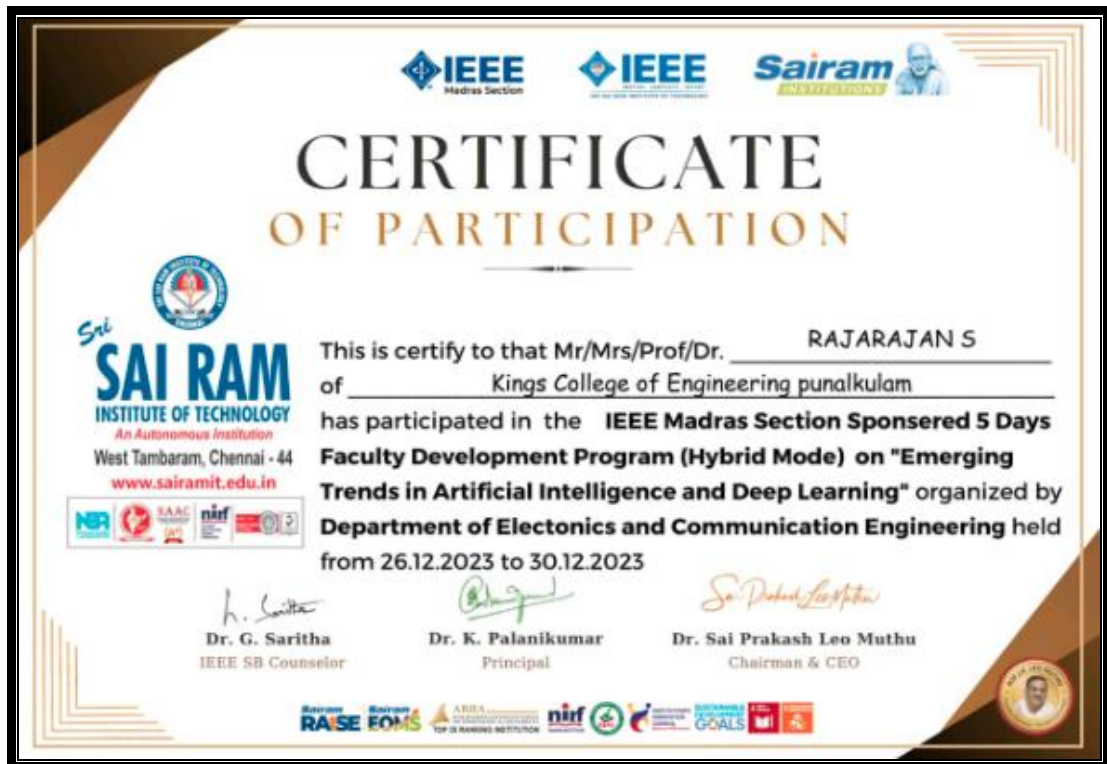 IEEE
Madras Section
IEEE
Sairam
INSTITUTIONS
CERTIFICATE
OF PARTICIPATION
Sri
SAI RAM
INSTITUTE OF TECHNOLOGY
An Autonomous Institution
West Tambaram, Chennai - 44
www.sairamit.edu.in
This is certify to that Mr/Mrs/Prof/Dr. RAJARAJAN S
of Kings College of Engineering punalkulam
has participated in the IEEE Madras Section Sponsered 5 Days
Faculty Development Program (Hybrid Mode) on "Emerging
Trends in Artificial Intelligence and Deep Learning" organized by
Department of Electonics and Communication Engineering held
from 26.12.2023 to 30.12.2023
Dr. G. Saritha
IEEE SB Counselor
Dr. K. Palanikumar
Principal
Dr. Sai Prakash Leo Muthu
Chairman & CEO
Sairam
RAISE
Sairam
EOMS
nirf
SUSTAINABLE
DEVELOPMENT
GOALS